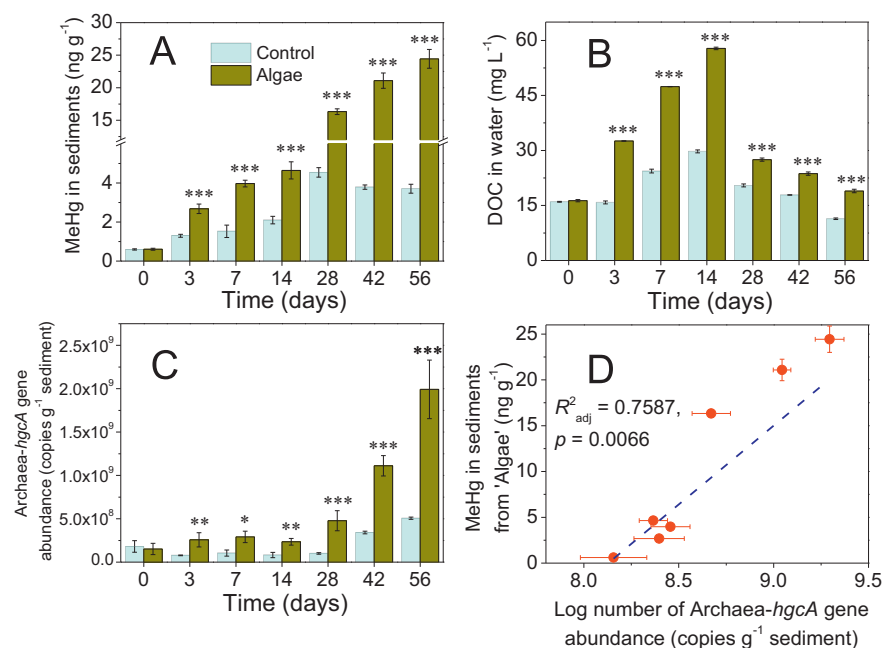 A
MeHg in sediments (ng g⁻¹)
30
25
20
15
4
2
0
Control
Algae
***
***
***
***
***
***
0 3 7 14 28 42 56
Time (days)
B
DOC in water (mg L⁻¹)
60
45
30
15
0
***
***
***
***
***
***
0 3 7 14 28 42 56
Time (days)
C
Archaea-hgcA gene
abundance (copies g⁻¹ sediment)
2.5x10⁹
2.0x10⁹
1.5x10⁹
1.0x10⁹
5.0x10⁸
0.0
**
*
**
***
***
***
0 3 7 14 28 42 56
Time (days)
D
MeHg in sediments
from 'Algae' (ng g⁻¹)
25
20
15
10
5
0
R²adj = 0.7587,
p = 0.0066
8.0 8.5 9.0 9.5
Log number of Archaea-hgcA gene
abundance (copies g⁻¹ sediment)